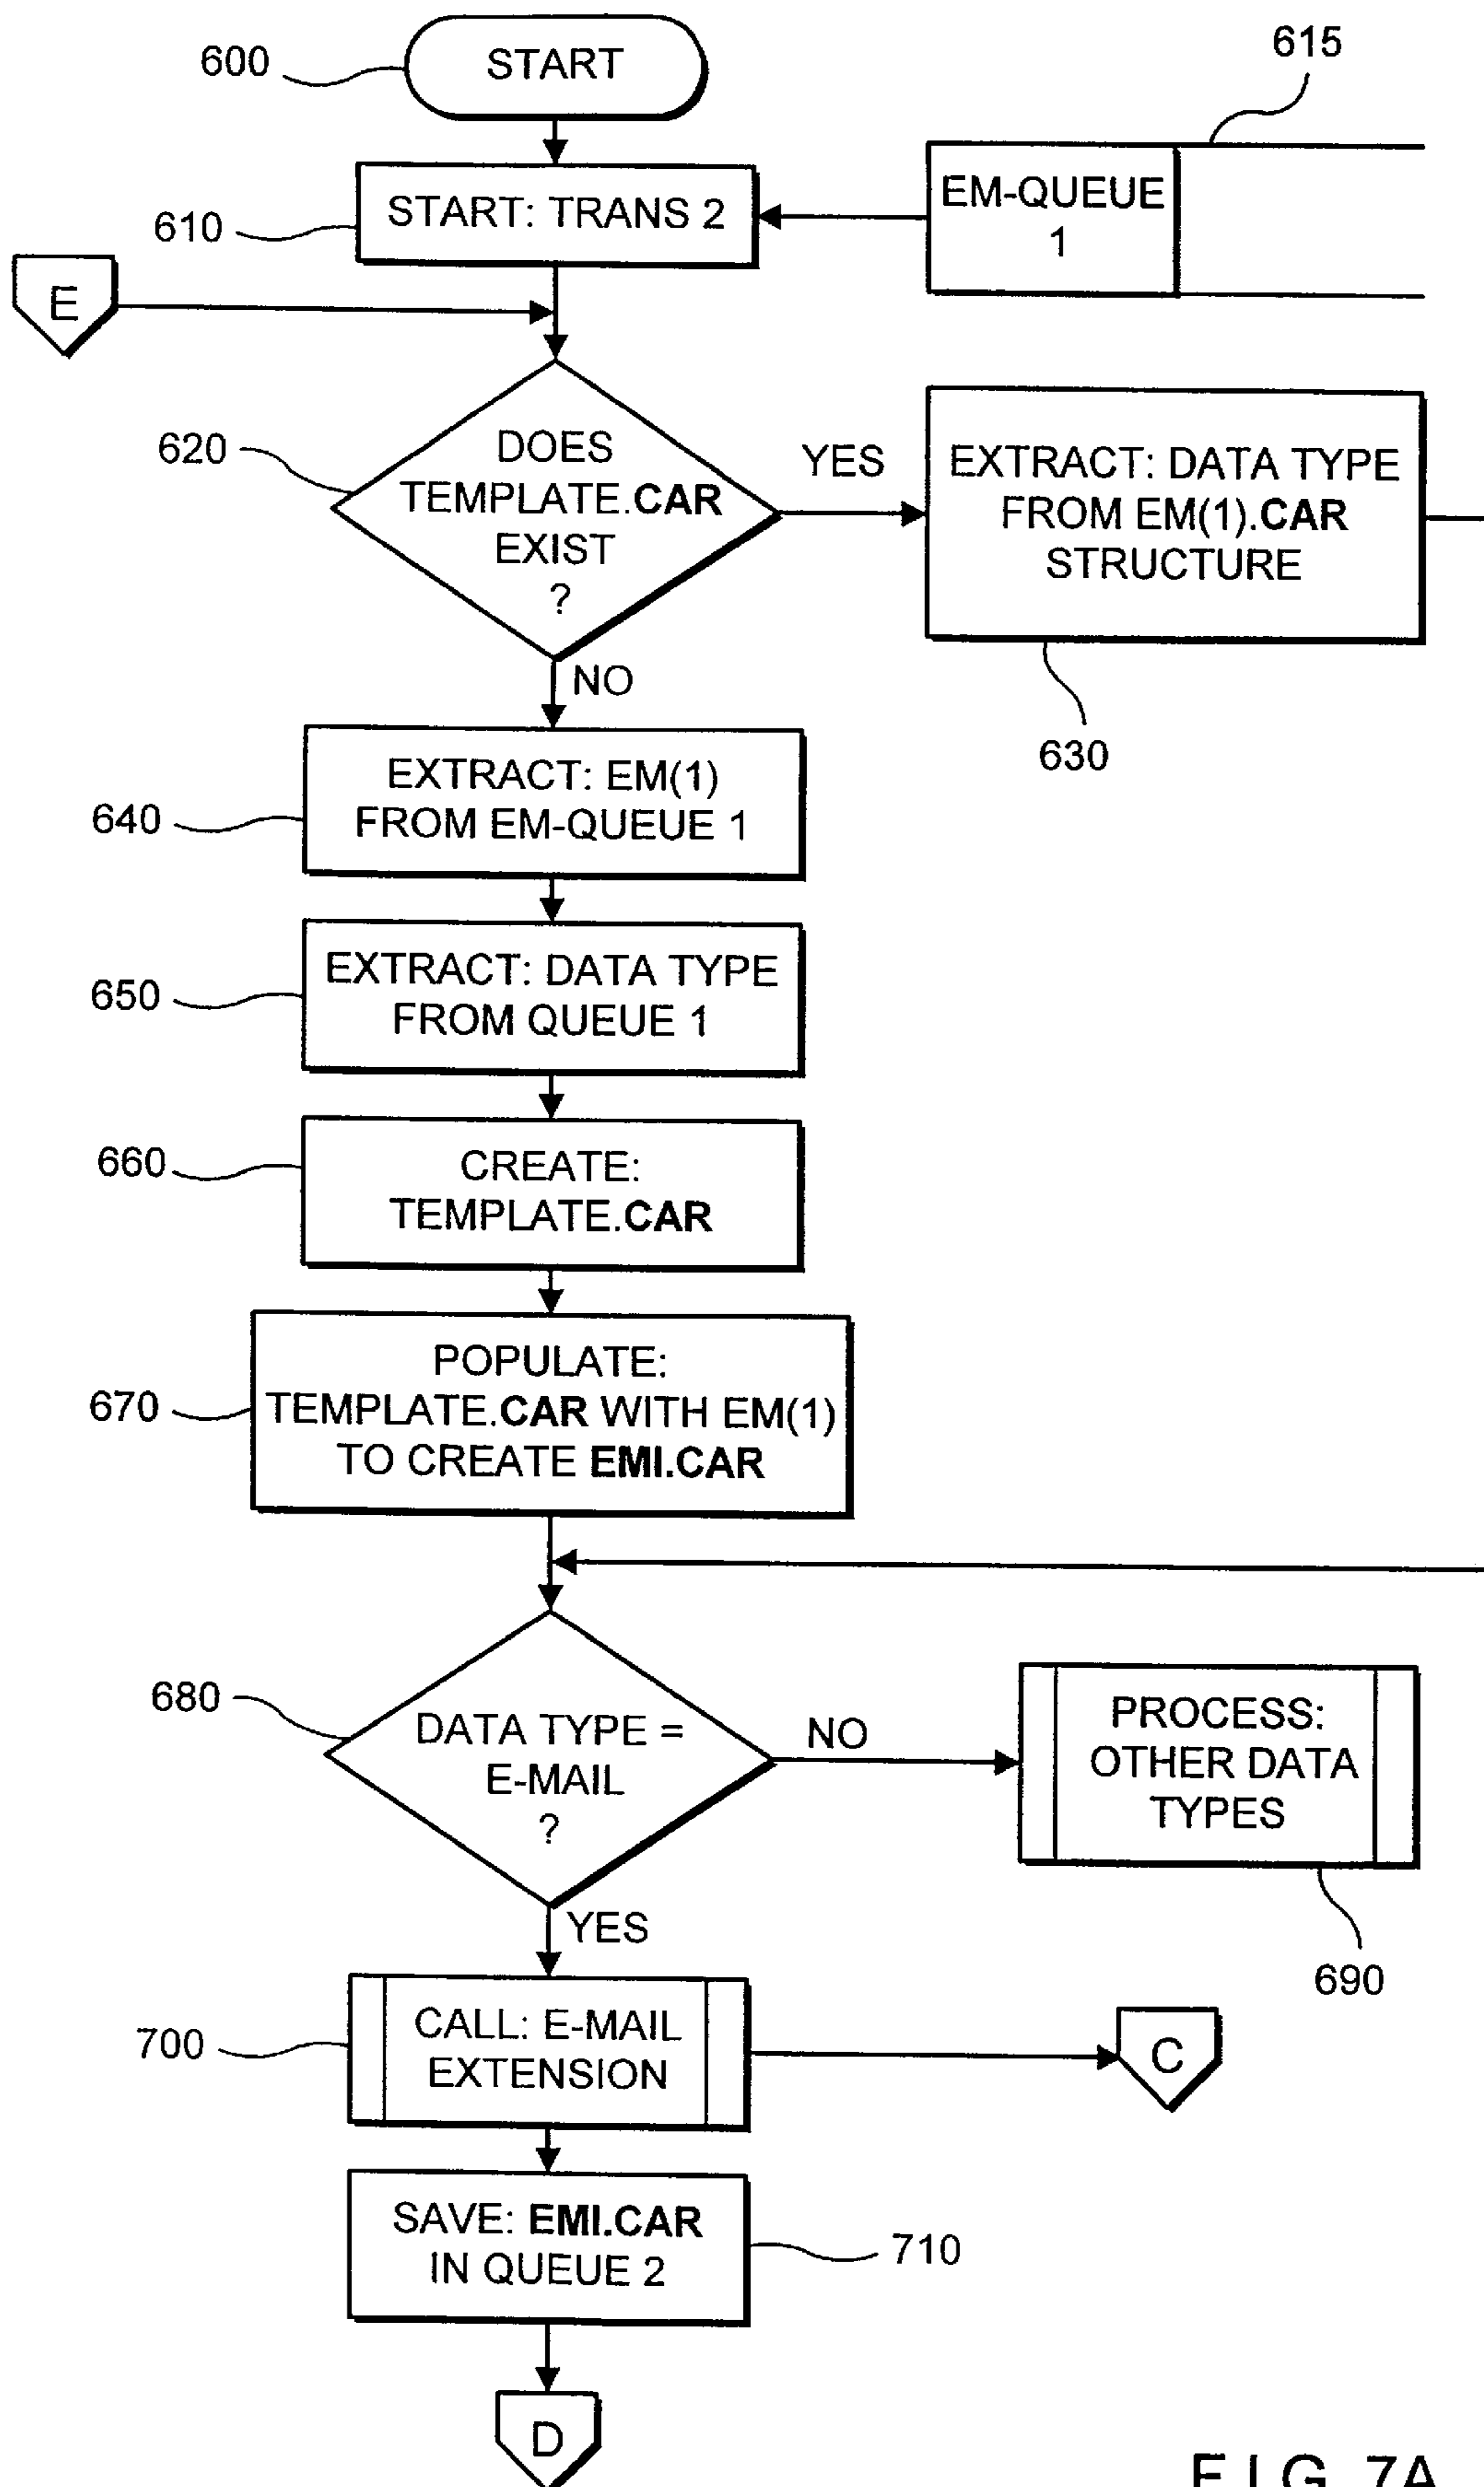 600
START
615
610
START: TRANS 2
EM-QUEUE
1
E
620
DOES
TEMPLATE.CAR
EXIST
?
YES
EXTRACT: DATA TYPE
FROM EM(1).CAR
STRUCTURE
NO
630
640
EXTRACT: EM(1)
FROM EM-QUEUE 1
650
EXTRACT: DATA TYPE
FROM QUEUE 1
660
CREATE:
TEMPLATE.CAR
670
POPULATE:
TEMPLATE.CAR WITH EM(1)
TO CREATE EMI.CAR
680
DATA TYPE =
E-MAIL
?
NO
PROCESS:
OTHER DATA
TYPES
YES
690
700
CALL: E-MAIL
EXTENSION
C
SAVE: EMI.CAR
IN QUEUE 2
710
D
FIG. 7A